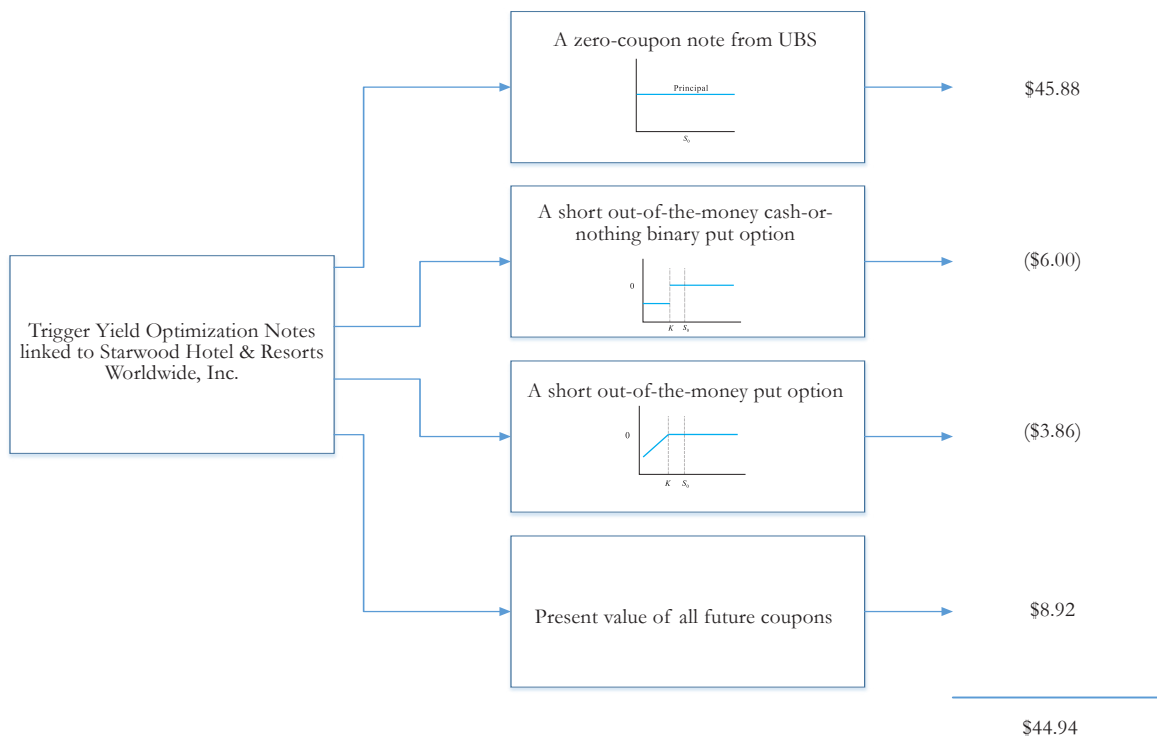 A zero-coupon note from UBS
Principal
S₀
$45.88
A short out-of-the-money cash-or-
nothing binary put option
0
K S₀
($6.00)
Trigger Yield Optimization Notes
linked to Starwood Hotel & Resorts
Worldwide, Inc.
A short out-of-the-money put option
0
K S₀
($3.86)
Present value of all future coupons
$8.92
$44.94